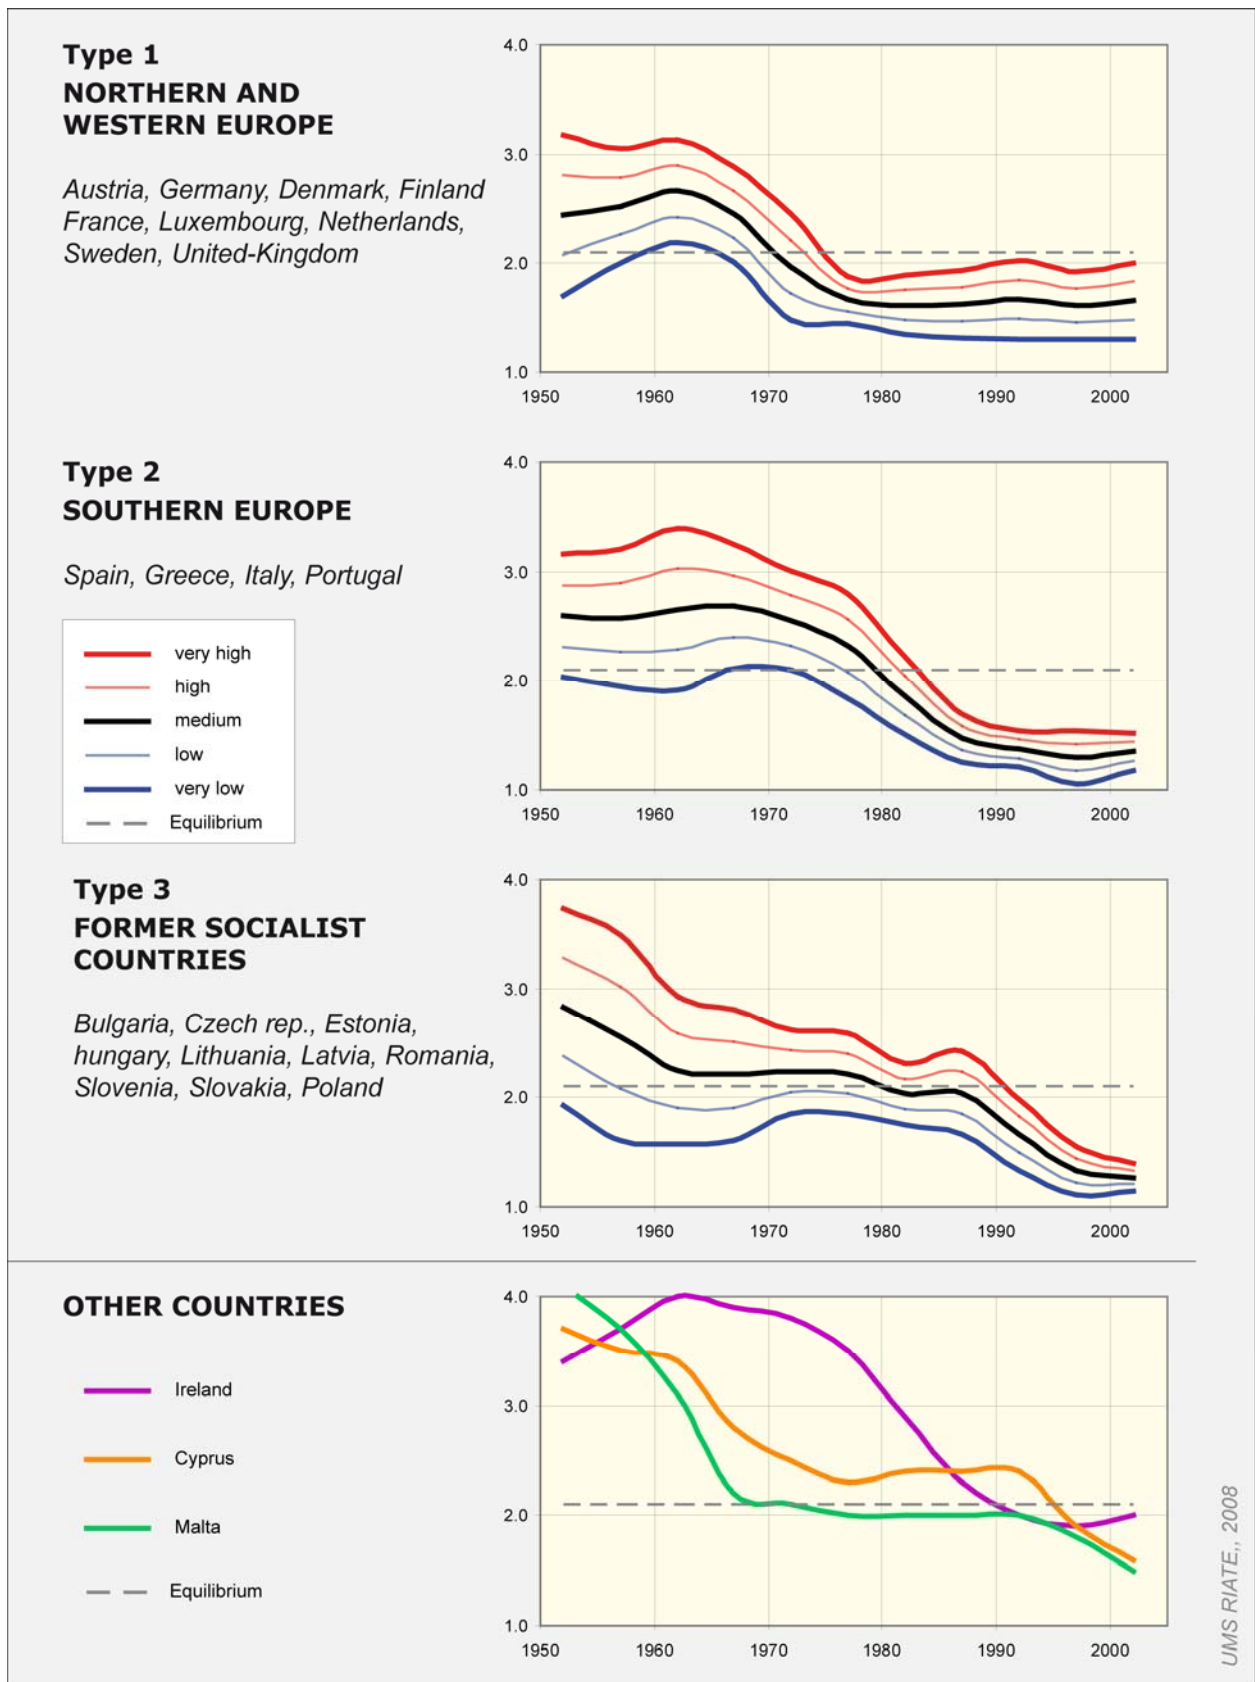 Type 1
NORTHERN AND
WESTERN EUROPE
Austria, Germany, Denmark, Finland
France, Luxembourg, Netherlands,
Sweden, United-Kingdom
4.0
3.0
2.0
1.0
1950 1960 1970 1980 1990 2000
Type 2
SOUTHERN EUROPE
Spain, Greece, Italy, Portugal
very high
high
medium
low
very low
Equilibrium
4.0
3.0
2.0
1.0
1950 1960 1970 1980 1990 2000
Type 3
FORMER SOCIALIST
COUNTRIES
Bulgaria, Czech rep., Estonia,
hungary, Lithuania, Latvia, Romania,
Slovenia, Slovakia, Poland
4.0
3.0
2.0
1.0
1950 1960 1970 1980 1990 2000
OTHER COUNTRIES
Ireland
Cyprus
Malta
Equilibrium
4.0
3.0
2.0
1.0
1950 1960 1970 1980 1990 2000
UMS RIATE,, 2008